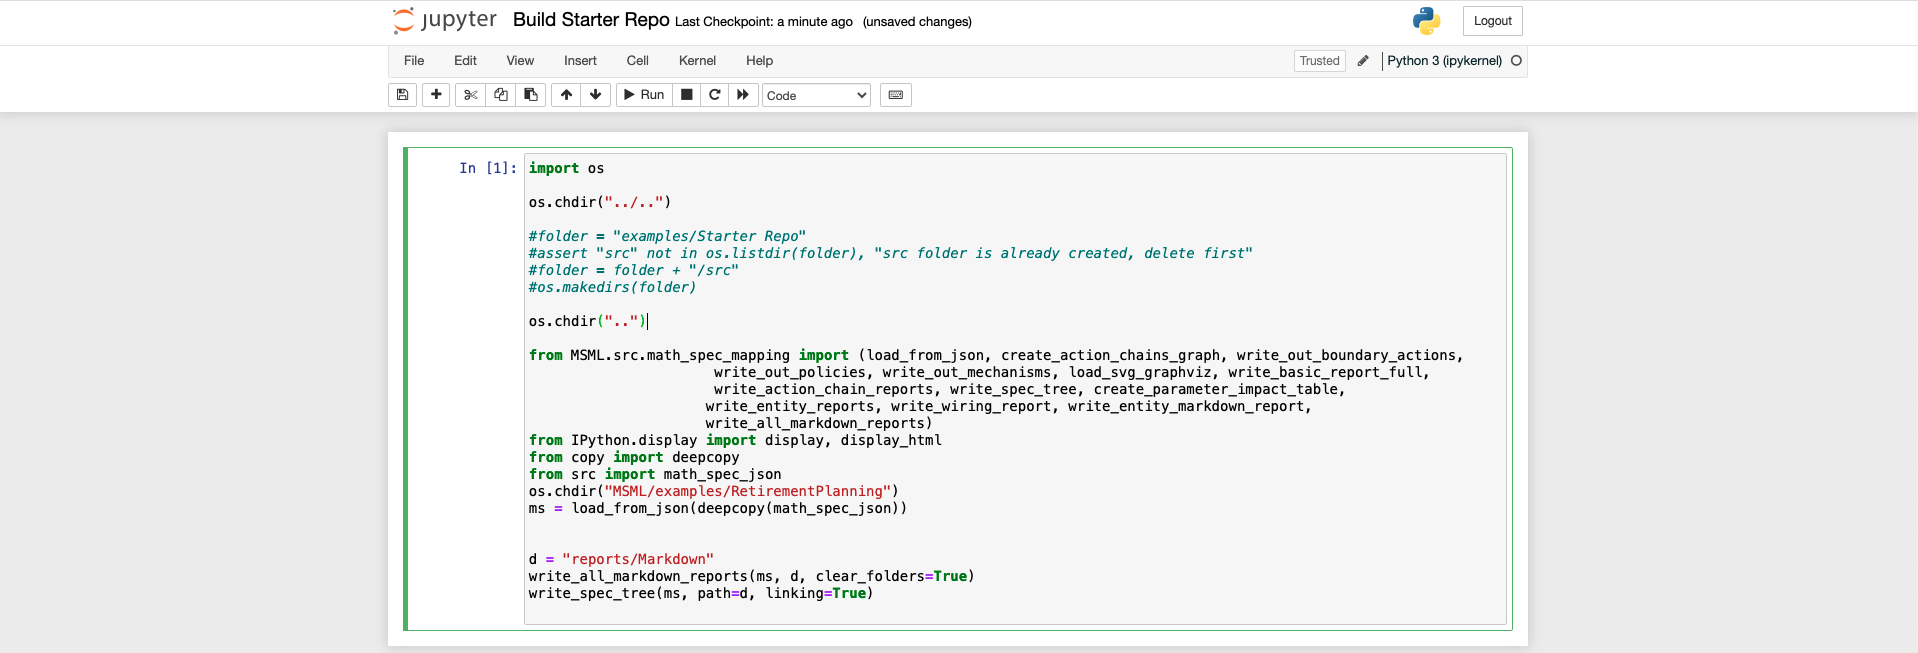 jupyter Build Starter Repo Last Checkpoint: a minute ago (unsaved changes) Logout
File Edit View Insert Cell Kernel Help Trusted Python 3 (ipykernel)
Run Code
In [1]: import os
os.chdir("../..")
#folder = "examples/Starter Repo"
#assert "src" not in os.listdir(folder), "src folder is already created, delete first"
#folder = folder + "/src"
#os.makedirs(folder)
os.chdir("..")
from MSML.src.math_spec_mapping import (load_from_json, create_action_chains_graph, write_out_boundary_actions,
write_out_policies, write_out_mechanisms, load_svg_graphviz, write_basic_report_full,
write_action_chain_reports, write_spec_tree, create_parameter_impact_table,
write_entity_reports, write_wiring_report, write_entity_markdown_report,
write_all_markdown_reports)
from IPython.display import display, display_html
from copy import deepcopy
from src import math_spec_json
os.chdir("MSML/examples/RetirementPlanning")
ms = load_from_json(deepcopy(math_spec_json))
d = "reports/Markdown"
write_all_markdown_reports(ms, d, clear_folders=True)
write_spec_tree(ms, path=d, linking=True)